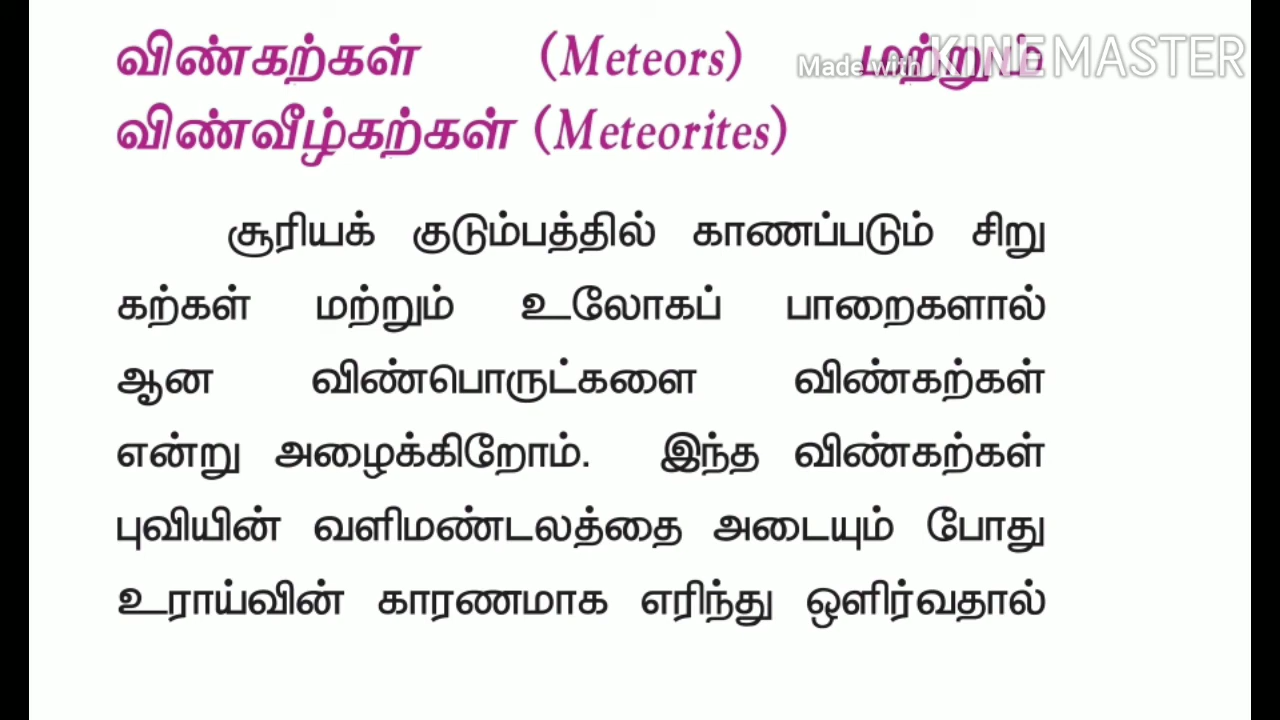 விண்கற்கள் (Meteors) மற்றும்
Made with KINEMASTER
விண்வீழ்கற்கள் (Meteorites)
சூரியக் குடும்பத்தில் காணப்படும் சிறு
கற்கள் மற்றும் உலோகப் பாறைகளால்
ஆன விண்பொருட்களை விண்கற்கள்
என்று அழைக்கிறோம். இந்த விண்கற்கள்
புவியின் வளிமண்டலத்தை அடையும் போது
உராய்வின் காரணமாக எரிந்து ஒளிர்வதால்